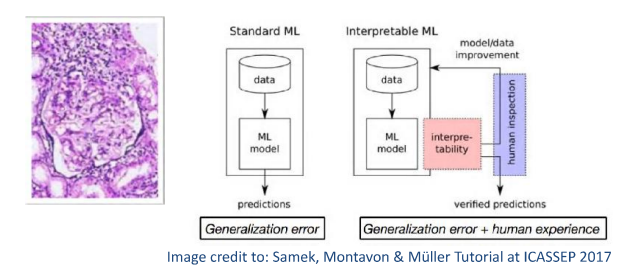 Standard ML
data
ML
model
predictions
Generalization error
Interpretable ML
model/data
improvement
data
ML
model
interpre-
tability
human inspection
verified predictions
Generalization error + human experience
Image credit to: Samek, Montavon & Müller Tutorial at ICASSEP 2017